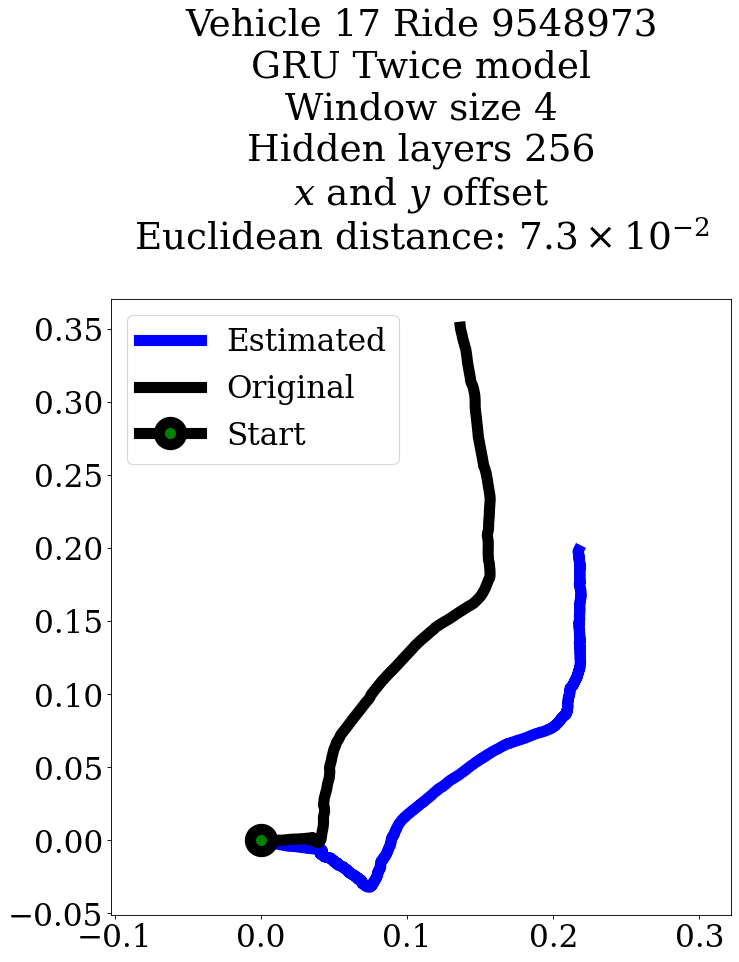 Vehicle 17 Ride 9548973
GRU Twice model
Window size 4
Hidden layers 256
x and y offset
Euclidean distance: 7.3 × 10⁻²
Estimated
Original
Start
0.35
0.30
0.25
0.20
0.15
0.10
0.05
0.00
−0.05
−0.1 0.0 0.1 0.2 0.3